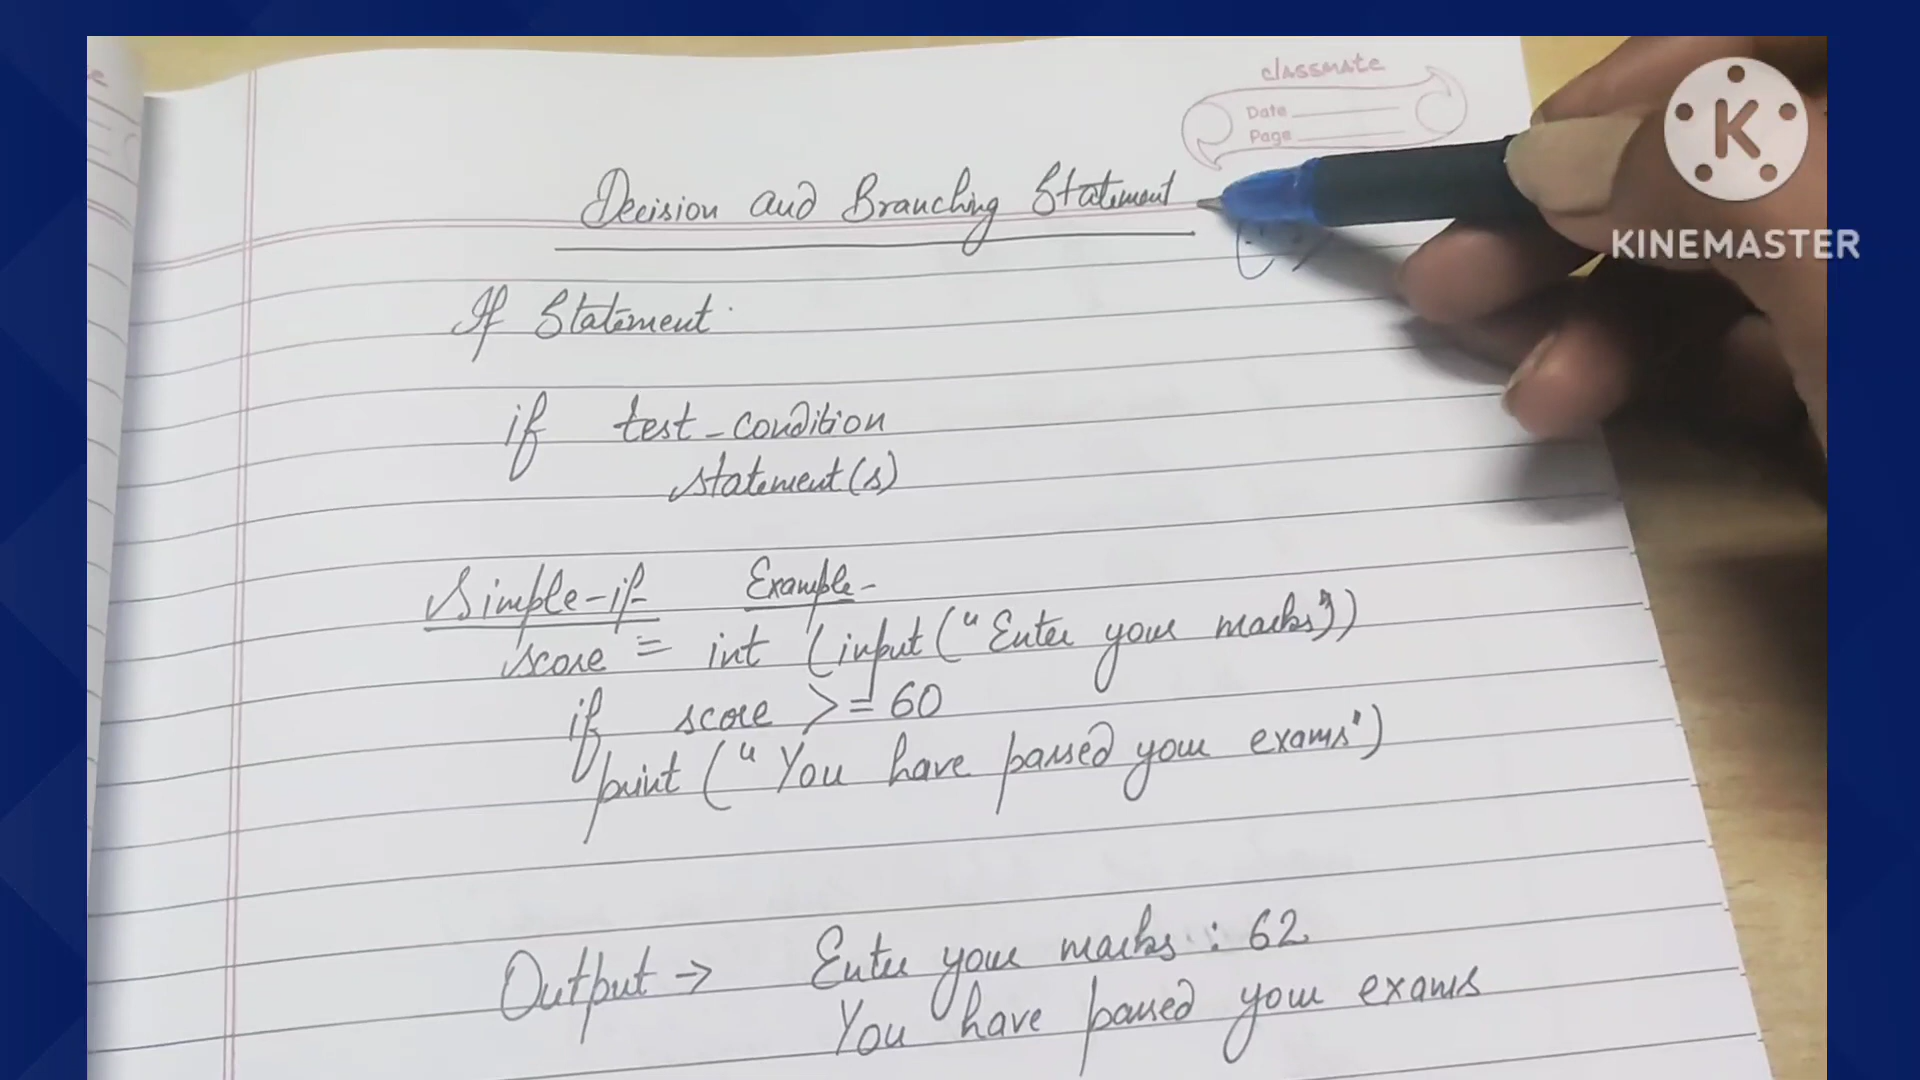 classmate
Date
Page
KINEMASTER
Decision and Branching Statement
If Statement
if test-condition
statement(s)
Simple-if Example-
score = int (input("Enter your marks"))
if score >= 60
print ("You have passed your exams")
Output → Enter your marks : 62
You have passed your exams